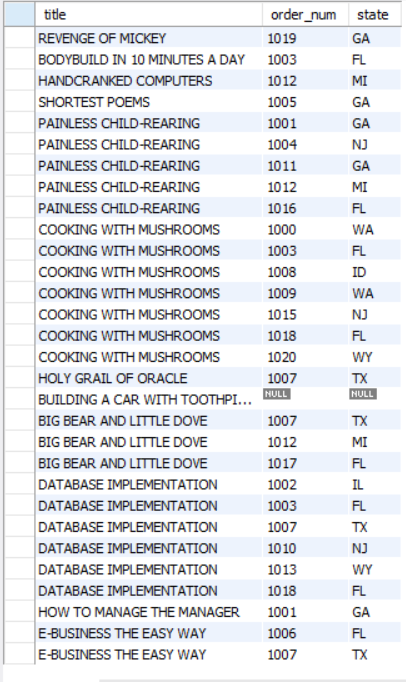 title order_num state
REVENGE OF MICKEY 1019 GA
BODYBUILD IN 10 MINUTES A DAY 1003 FL
HANDCRANKED COMPUTERS 1012 MI
SHORTEST POEMS 1005 GA
PAINLESS CHILD-REARING 1001 GA
PAINLESS CHILD-REARING 1004 NJ
PAINLESS CHILD-REARING 1011 GA
PAINLESS CHILD-REARING 1012 MI
PAINLESS CHILD-REARING 1016 FL
COOKING WITH MUSHROOMS 1000 WA
COOKING WITH MUSHROOMS 1003 FL
COOKING WITH MUSHROOMS 1008 ID
COOKING WITH MUSHROOMS 1009 WA
COOKING WITH MUSHROOMS 1015 NJ
COOKING WITH MUSHROOMS 1018 FL
COOKING WITH MUSHROOMS 1020 WY
HOLY GRAIL OF ORACLE 1007 TX
BUILDING A CAR WITH TOOTHPI... NULL NULL
BIG BEAR AND LITTLE DOVE 1007 TX
BIG BEAR AND LITTLE DOVE 1012 MI
BIG BEAR AND LITTLE DOVE 1017 FL
DATABASE IMPLEMENTATION 1002 IL
DATABASE IMPLEMENTATION 1003 FL
DATABASE IMPLEMENTATION 1007 TX
DATABASE IMPLEMENTATION 1010 NJ
DATABASE IMPLEMENTATION 1013 WY
DATABASE IMPLEMENTATION 1018 FL
HOW TO MANAGE THE MANAGER 1001 GA
E-BUSINESS THE EASY WAY 1006 FL
E-BUSINESS THE EASY WAY 1007 TX